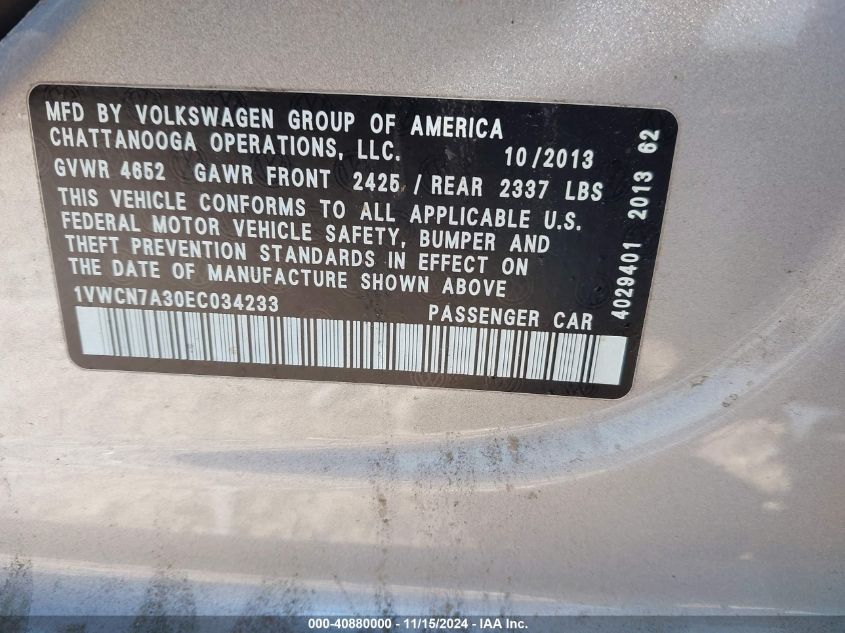 MFD BY VOLKSWAGEN GROUP OF AMERICA
CHATTANOOGA OPERATIONS, LLC. 10/2013
GVWR 4652 GAWR FRONT 2425 / REAR 2337 LBS
THIS VEHICLE CONFORMS TO ALL APPLICABLE U.S.
FEDERAL MOTOR VEHICLE SAFETY, BUMPER AND
THEFT PREVENTION STANDARDS IN EFFECT ON
THE DATE OF MANUFACTURE SHOWN ABOVE
1VWCN7A30EC034233 PASSENGER CAR
4029401 2013 62
000-40880000 - 11/15/2024 - IAA Inc.